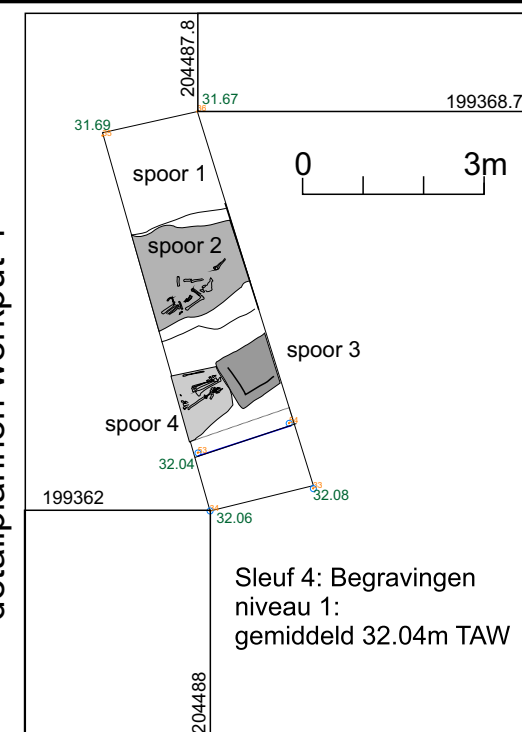 204487.8
31.67
199368.7
31.69
spoor 1
0 3m
spoor 2
spoor 3
spoor 4
32.04
199362
32.06
32.08
Sleuf 4: Begravingen
niveau 1:
gemiddeld 32.04m TAW
204488